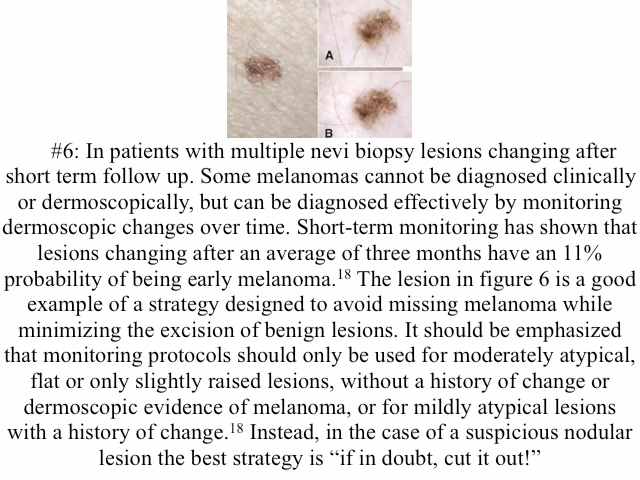 A
B
#6: In patients with multiple nevi biopsy lesions changing after
short term follow up. Some melanomas cannot be diagnosed clinically
or dermoscopically, but can be diagnosed effectively by monitoring
dermoscopic changes over time. Short-term monitoring has shown that
lesions changing after an average of three months have an 11%
probability of being early melanoma.¹⁸ The lesion in figure 6 is a good
example of a strategy designed to avoid missing melanoma while
minimizing the excision of benign lesions. It should be emphasized
that monitoring protocols should only be used for moderately atypical,
flat or only slightly raised lesions, without a history of change or
dermoscopic evidence of melanoma, or for mildly atypical lesions
with a history of change.¹⁸ Instead, in the case of a suspicious nodular
lesion the best strategy is “if in doubt, cut it out!”